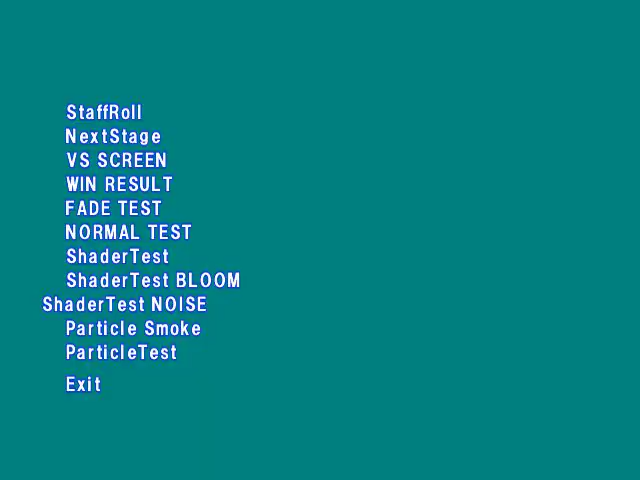 StaffRoll
NextStage
VS SCREEN
WIN RESULT
FADE TEST
NORMAL TEST
ShaderTest
ShaderTest BLOOM
ShaderTest NOISE
Particle Smoke
ParticleTest
Exit